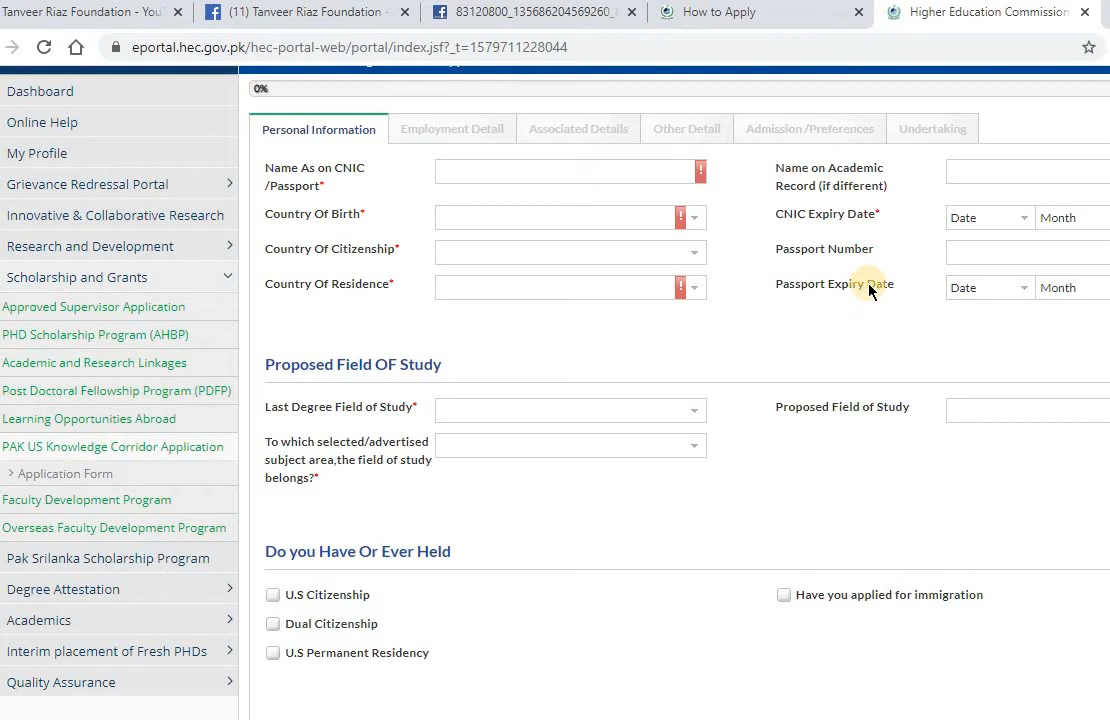 Tanveer Riaz Foundation - You
(11) Tanveer Riaz Foundation -
83120800_135686204569260_
How to Apply
Higher Education Commission
eportal.hec.gov.pk/hec-portal-web/portal/index.jsf?_t=1579711228044
0%
Dashboard
Online Help
My Profile
Grievance Redressal Portal
Innovative & Collaborative Research
Research and Development
Scholarship and Grants
Approved Supervisor Application
PHD Scholarship Program (AHBP)
Academic and Research Linkages
Post Doctoral Fellowship Program (PDFP)
Learning Opportunities Abroad
PAK US Knowledge Corridor Application
Application Form
Faculty Development Program
Overseas Faculty Development Program
Pak Srilanka Scholarship Program
Degree Attestation
Academics
Interim placement of Fresh PHDs
Quality Assurance
Personal Information
Employment Detail
Associated Details
Other Detail
Admission /Preferences
Undertaking
Name As on CNIC
/Passport*
Name on Academic
Record (if different)
Country Of Birth*
CNIC Expiry Date*
Date
Month
Country Of Citizenship*
Passport Number
Country Of Residence*
Passport Expiry Date
Date
Month
Proposed Field OF Study
Last Degree Field of Study*
Proposed Field of Study
To which selected/advertised
subject area,the field of study
belongs?*
Do you Have Or Ever Held
U.S Citizenship
Have you applied for immigration
Dual Citizenship
U.S Permanent Residency